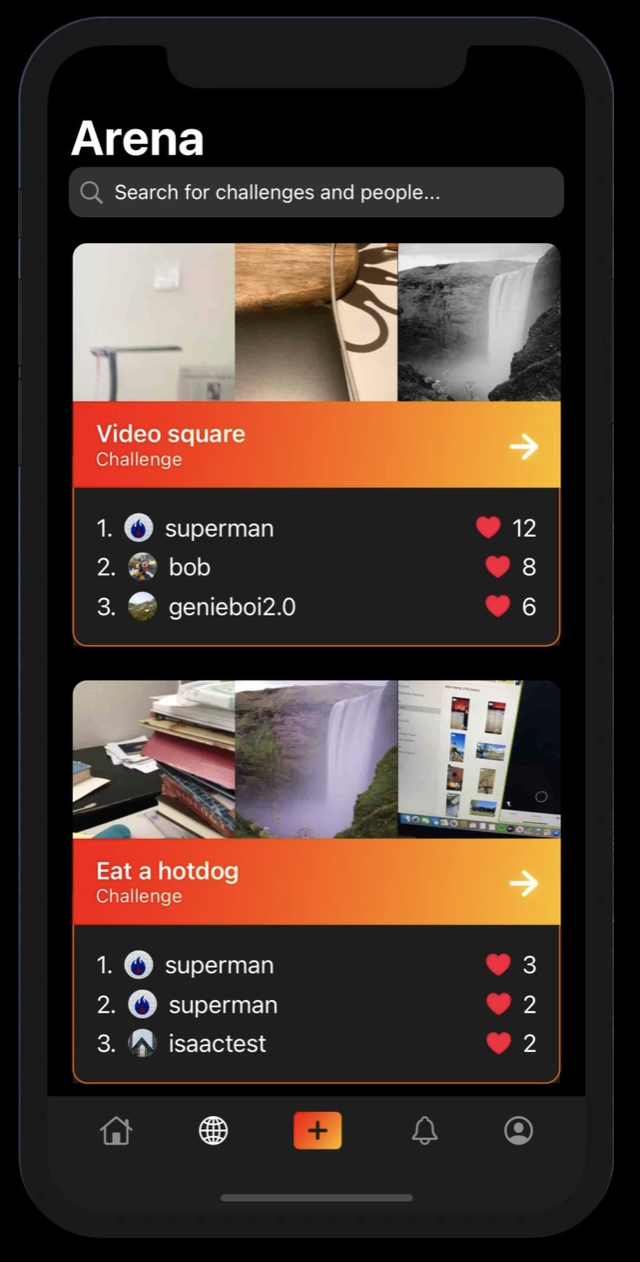 Arena
Search for challenges and people...
Video square
Challenge
1. superman 12
2. bob 8
3. genieboi2.0 6
Eat a hotdog
Challenge
1. superman 3
2. superman 2
3. isaactest 2